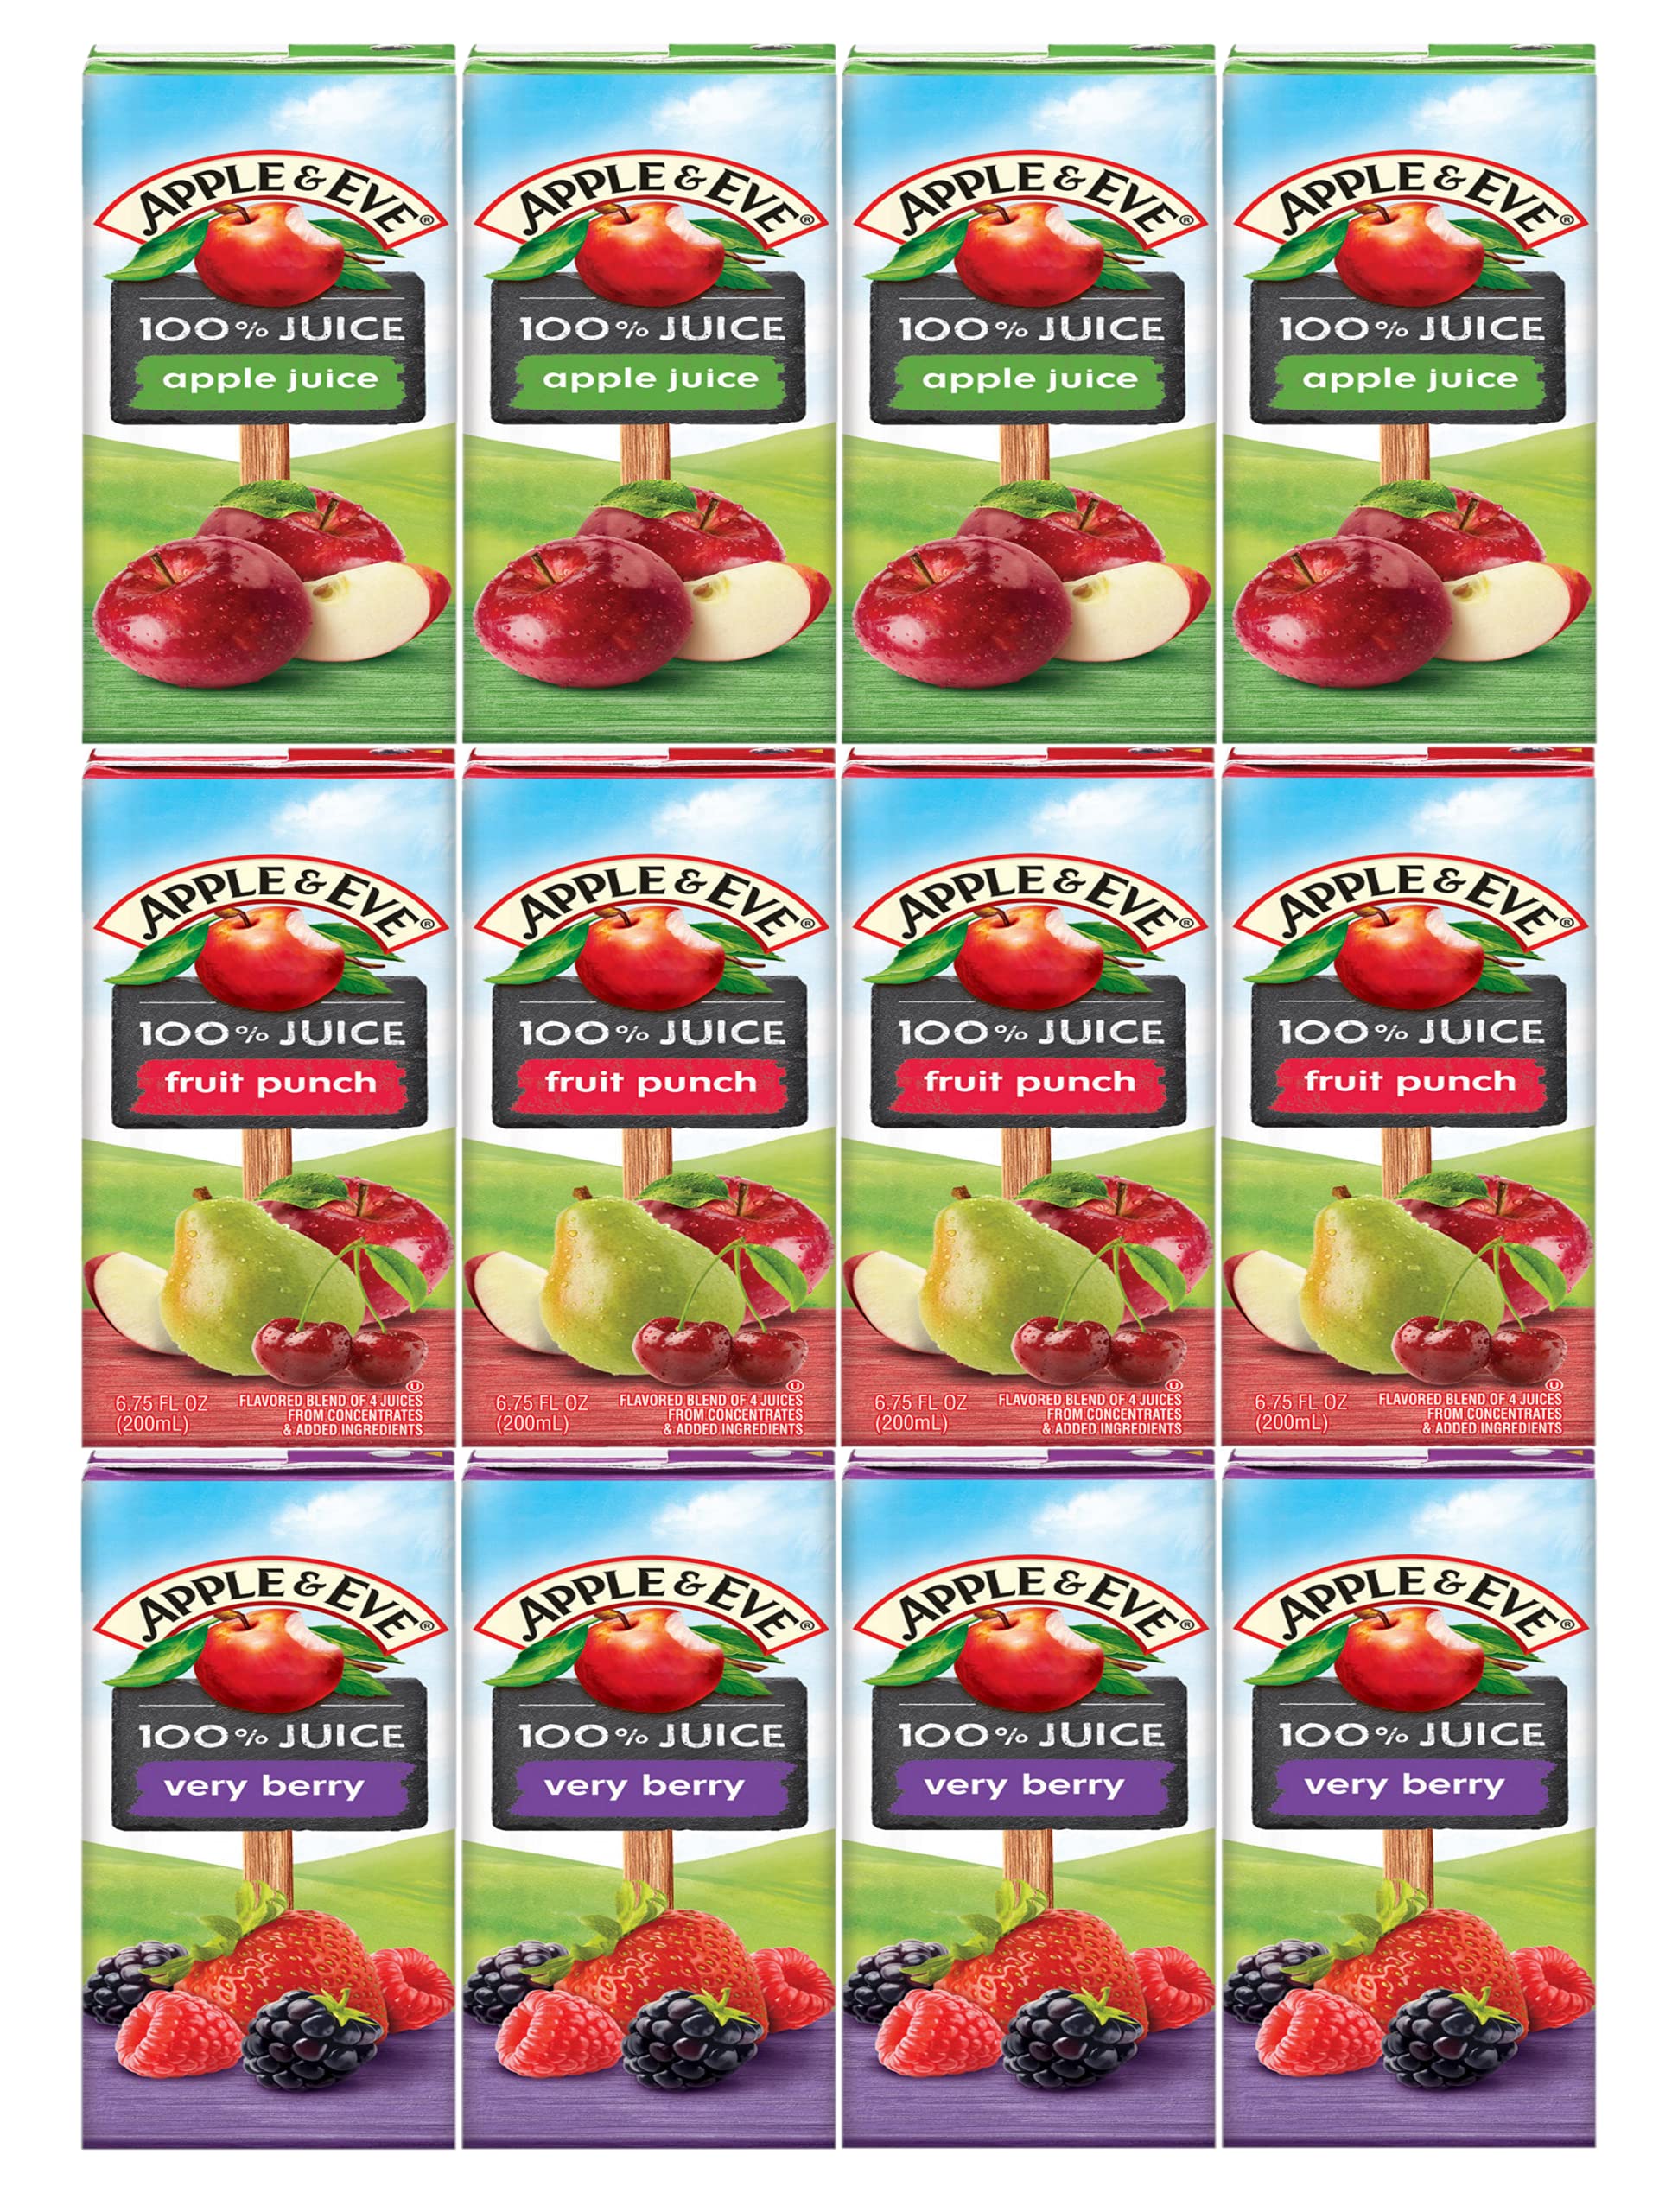 APPLE & EVE® APPLE & EVE® APPLE & EVE® APPLE & EVE®
100% JUICE 100% JUICE 100% JUICE 100% JUICE
apple juice apple juice apple juice apple juice
APPLE & EVE® APPLE & EVE® APPLE & EVE® APPLE & EVE®
100% JUICE 100% JUICE 100% JUICE 100% JUICE
fruit punch fruit punch fruit punch fruit punch
U U U U
6.75 FL OZ FLAVORED BLEND OF 4 JUICES 6.75 FL OZ FLAVORED BLEND OF 4 JUICES 6.75 FL OZ FLAVORED BLEND OF 4 JUICES 6.75 FL OZ FLAVORED BLEND OF 4 JUICES
(200mL) FROM CONCENTRATES (200mL) FROM CONCENTRATES (200mL) FROM CONCENTRATES (200mL) FROM CONCENTRATES
& ADDED INGREDIENTS & ADDED INGREDIENTS & ADDED INGREDIENTS & ADDED INGREDIENTS
APPLE & EVE® APPLE & EVE® APPLE & EVE® APPLE & EVE®
100% JUICE 100% JUICE 100% JUICE 100% JUICE
very berry very berry very berry very berry